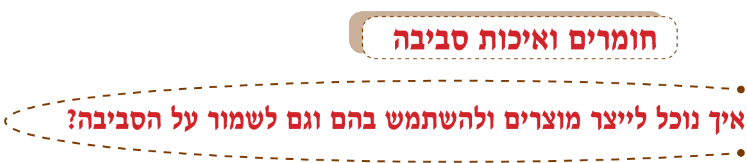 חומרים ואיכות סביבה
איך נוכל לייצר מוצרים ולהשתמש בהם וגם לשמור על הסביבה?